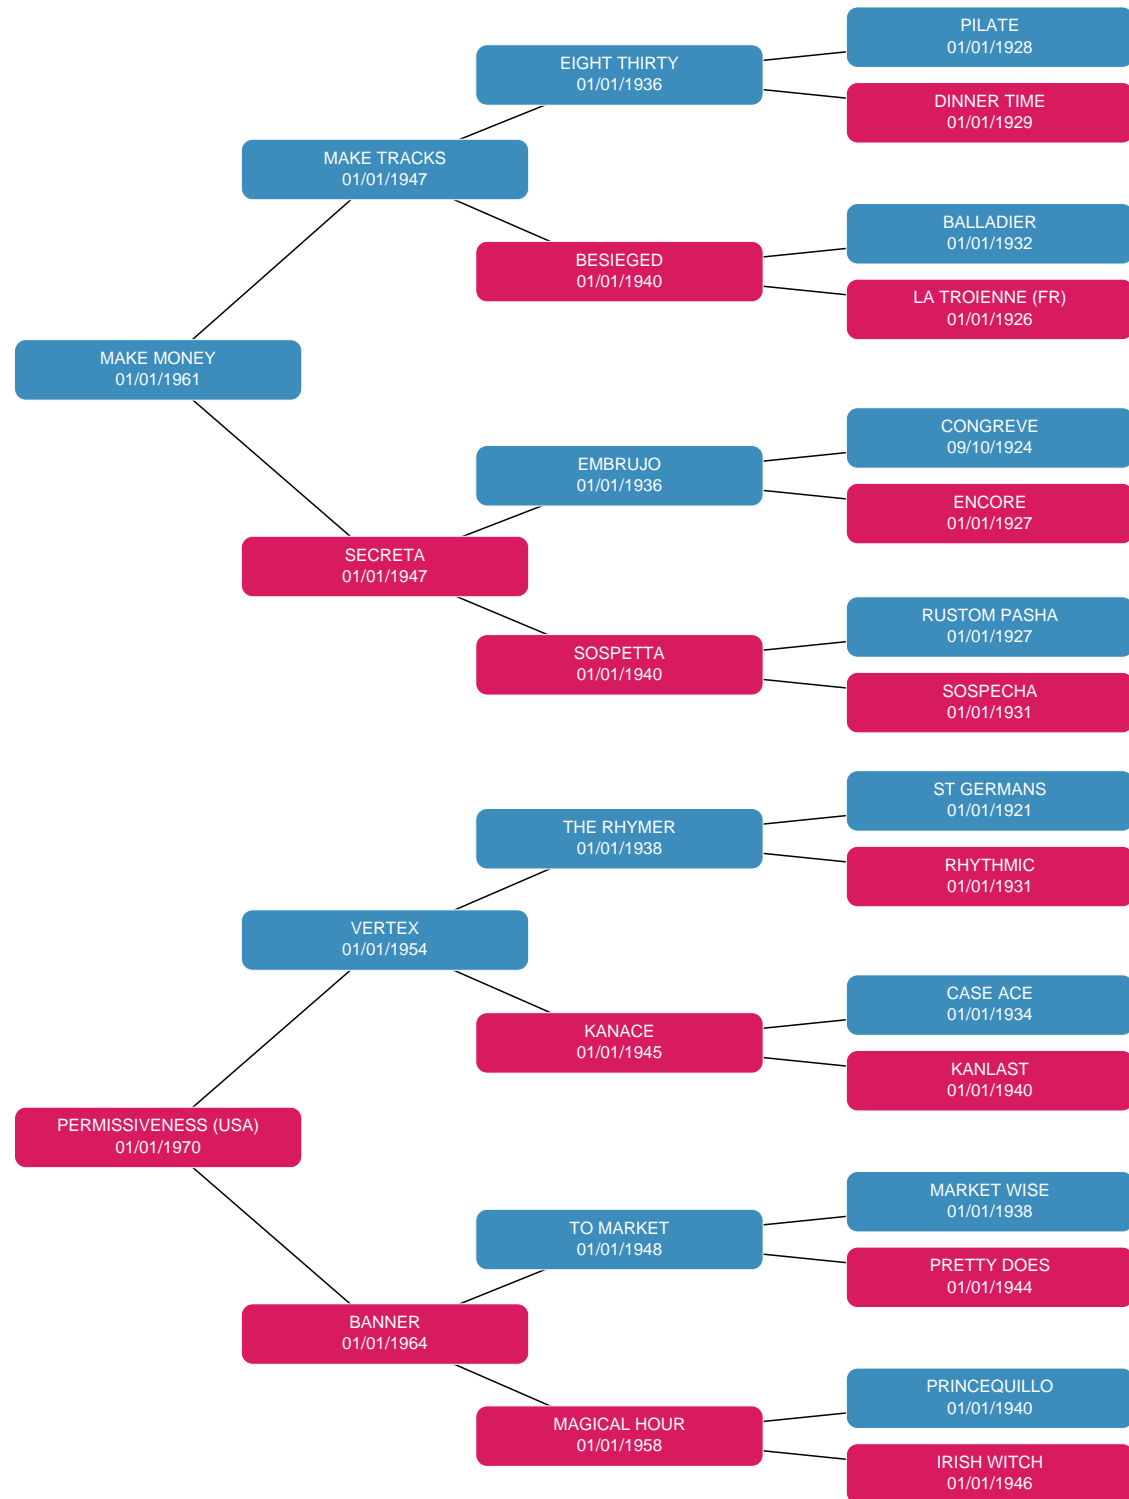 PILATE
01/01/1928
EIGHT THIRTY
01/01/1936
DINNER TIME
01/01/1929
MAKE TRACKS
01/01/1947
BALLADIER
01/01/1932
BESIEGED
01/01/1940
LA TROIENNE (FR)
01/01/1926
MAKE MONEY
01/01/1961
CONGREVE
09/10/1924
EMBRUJO
01/01/1936
ENCORE
01/01/1927
SECRETA
01/01/1947
RUSTOM PASHA
01/01/1927
SOSPETTA
01/01/1940
SOSPECHA
01/01/1931
ST GERMANS
01/01/1921
THE RHYMER
01/01/1938
RHYTHMIC
01/01/1931
VERTEX
01/01/1954
CASE ACE
01/01/1934
KANACE
01/01/1945
KANLAST
01/01/1940
PERMISSIVENESS (USA)
01/01/1970
MARKET WISE
01/01/1938
TO MARKET
01/01/1948
PRETTY DOES
01/01/1944
BANNER
01/01/1964
PRINCEQUILLO
01/01/1940
MAGICAL HOUR
01/01/1958
IRISH WITCH
01/01/1946